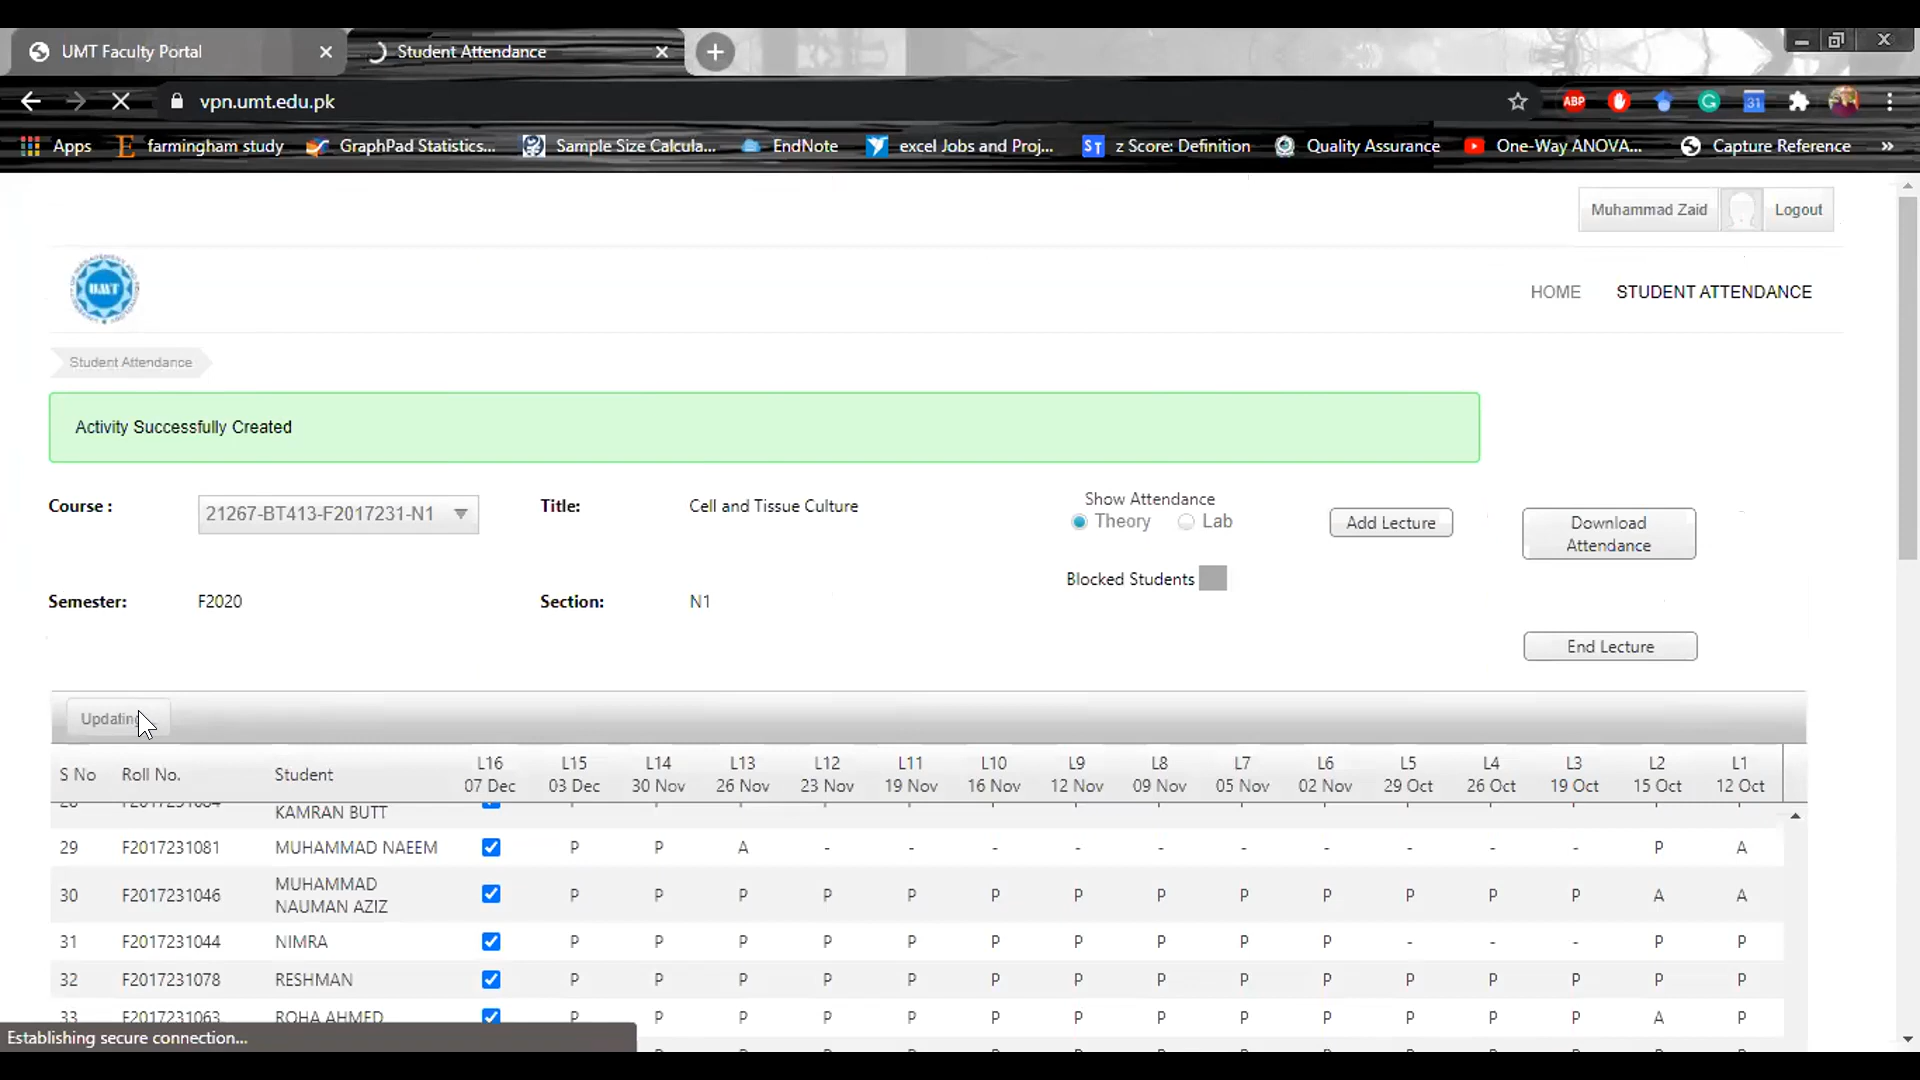 UMT Faculty Portal
Student Attendance
vpn.umt.edu.pk
ABP
G
31
Apps
E farmingham study
GraphPad Statistics...
Sample Size Calcula...
EndNote
excel Jobs and Proj...
ST z Score: Definition
Quality Assurance
One-Way ANOVA...
Capture Reference
»
Muhammad Zaid
Logout
UMT
HOME
STUDENT ATTENDANCE
Student Attendance
Activity Successfully Created
Course :
21267-BT413-F2017231-N1
Title:
Cell and Tissue Culture
Show Attendance
Theory
Lab
Add Lecture
Download
Attendance
Blocked Students
Semester:
F2020
Section:
N1
End Lecture
Updating
S No Roll No. Student L16 L15 L14 L13 L12 L11 L10 L9 L8 L7 L6 L5 L4 L3 L2 L1
07 Dec 03 Dec 30 Nov 26 Nov 23 Nov 19 Nov 16 Nov 12 Nov 09 Nov 05 Nov 02 Nov 29 Oct 26 Oct 19 Oct 15 Oct 12 Oct
KAMRAN BUTT
29 F2017231081 MUHAMMAD NAEEM P P A - - - - - - - - - - - P A
30 F2017231046 MUHAMMAD NAUMAN AZIZ P P P P P P P P P P P P P A A
31 F2017231044 NIMRA P P P P P P P P P P - - - P P
32 F2017231078 RESHMAN P P P P P P P P P P P P P P P
33 F2017231063 ROHA AHMED P P P P P P P P P P P P P A P
Establishing secure connection...